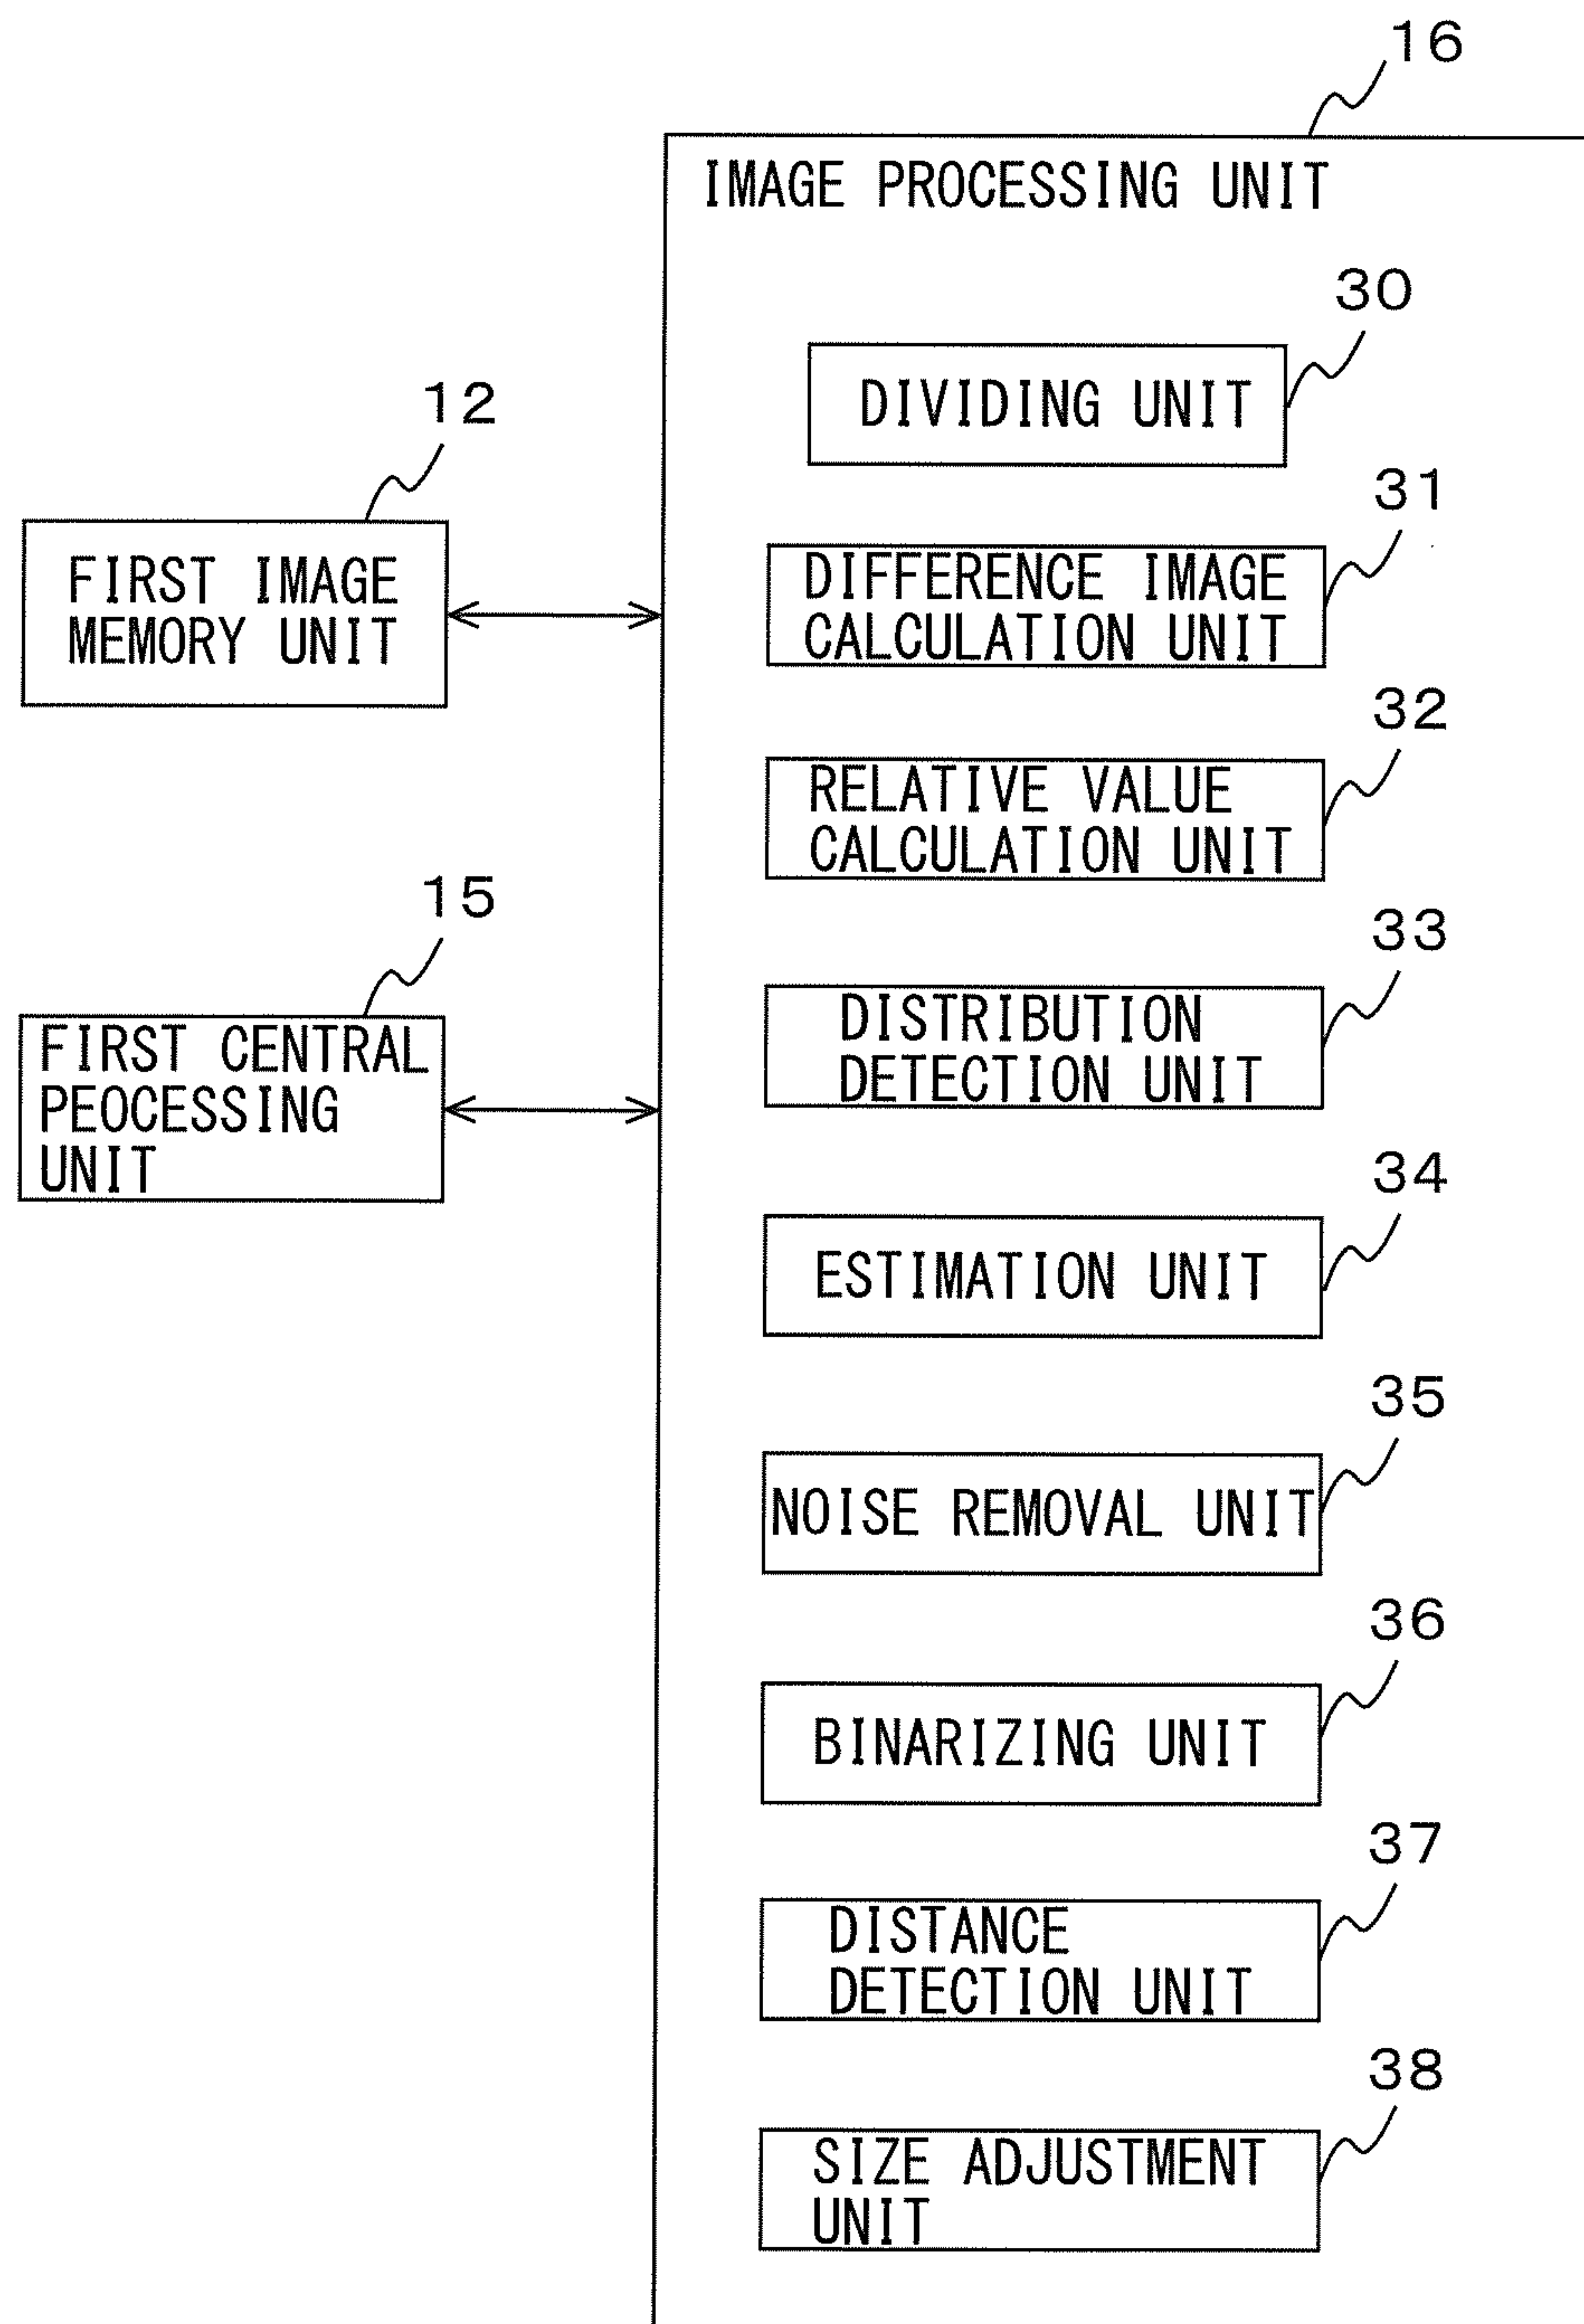 16
IMAGE PROCESSING UNIT
30
DIVIDING UNIT
12
FIRST IMAGE
MEMORY UNIT
31
DIFFERENCE IMAGE
CALCULATION UNIT
32
RELATIVE VALUE
CALCULATION UNIT
15
FIRST CENTRAL
PEOCESSING
UNIT
33
DISTRIBUTION
DETECTION UNIT
34
ESTIMATION UNIT
35
NOISE REMOVAL UNIT
36
BINARIZING UNIT
37
DISTANCE
DETECTION UNIT
38
SIZE ADJUSTMENT
UNIT